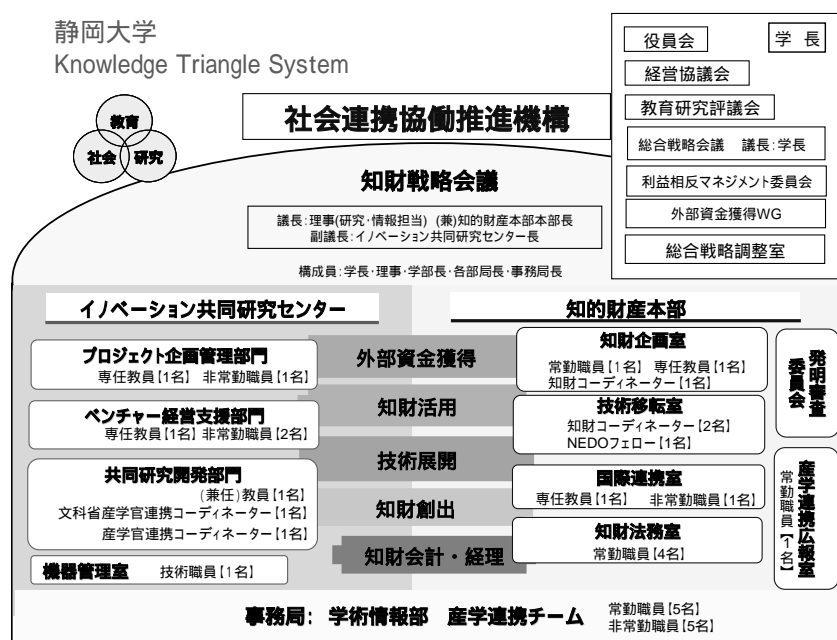 静岡大学
Knowledge Triangle System
教育
社会
研究
社会連携協働推進機構
役員会
学 長
経営協議会
教育研究評議会
総合戦略会議 議長:学長
利益相反マネジメント委員会
外部資金獲得WG
総合戦略調整室
知財戦略会議
議長:理事(研究・情報担当) (兼)知的財産本部本部長
副議長:イノベーション共同研究センター長
構成員:学長・理事・学部長・各部局長・事務局長
イノベーション共同研究センター
プロジェクト企画管理部門
専任教員【1名】 非常勤職員【1名】
ベンチャー経営支援部門
専任教員【1名】 非常勤職員【2名】
共同研究開発部門
(兼任)教員【1名】
文科省産学官連携コーディネーター【1名】
産学官連携コーディネーター【1名】
機器管理室 技術職員【1名】
外部資金獲得
知財活用
技術展開
知財創出
知財会計・経理
知的財産本部
知財企画室
常勤職員【1名】 専任教員【1名】
知財コーディネーター【1名】
技術移転室
知財コーディネーター【2名】
NEDOフェロー【1名】
国際連携室
専任教員【1名】 非常勤職員【1名】
知財法務室
常勤職員【4名】
発明審査
委員会
産学連携広報室
常勤職員【1名】
事務局: 学術情報部 産学連携チーム
常勤職員【5名】
非常勤職員【5名】